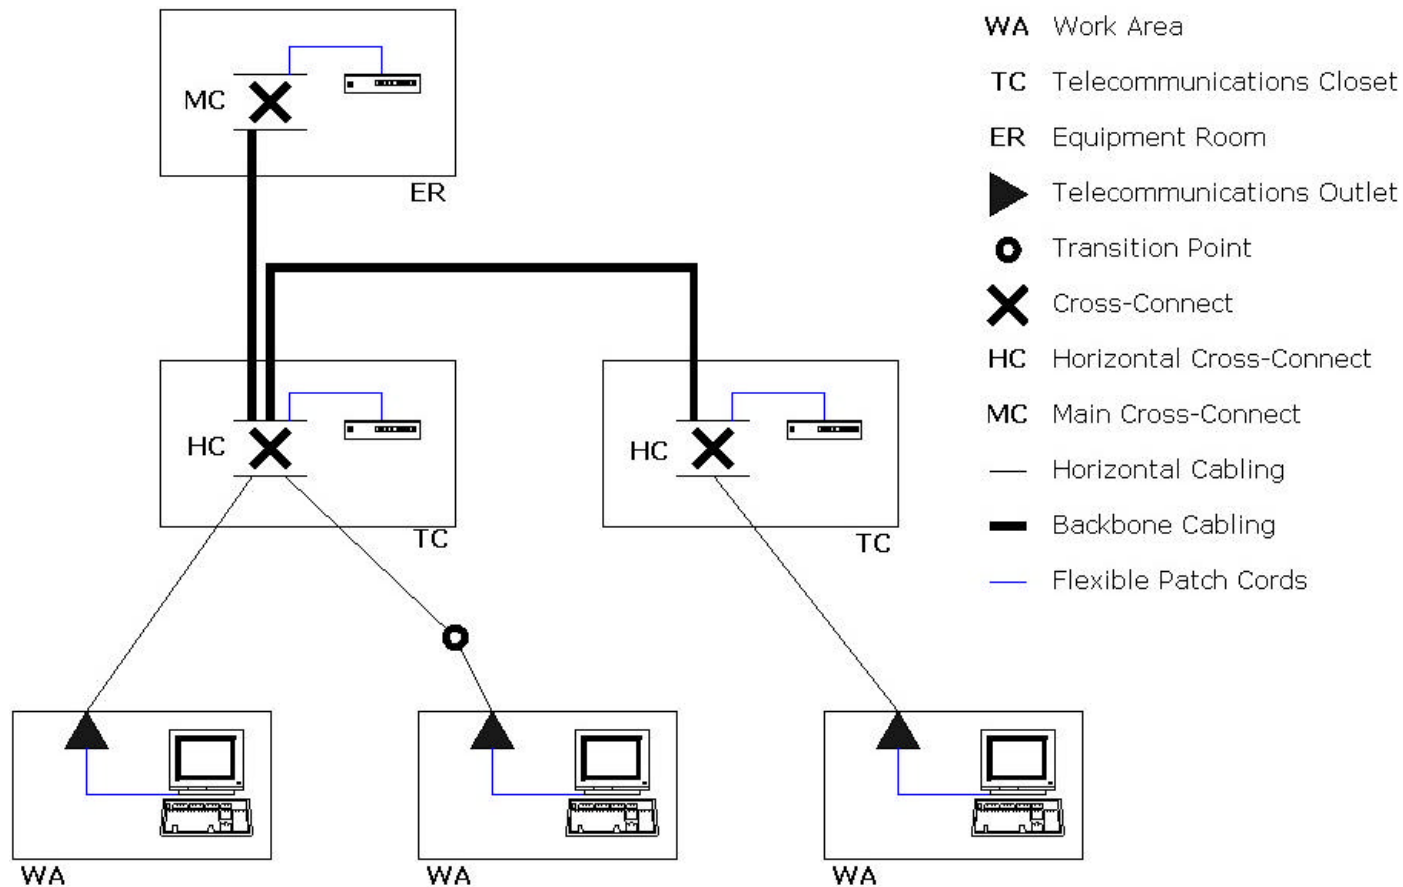 MC
ER
HC
TC
HC
TC
WA
WA
WA
WA Work Area
TC Telecommunications Closet
ER Equipment Room
Telecommunications Outlet
Transition Point
Cross-Connect
HC Horizontal Cross-Connect
MC Main Cross-Connect
Horizontal Cabling
Backbone Cabling
Flexible Patch Cords